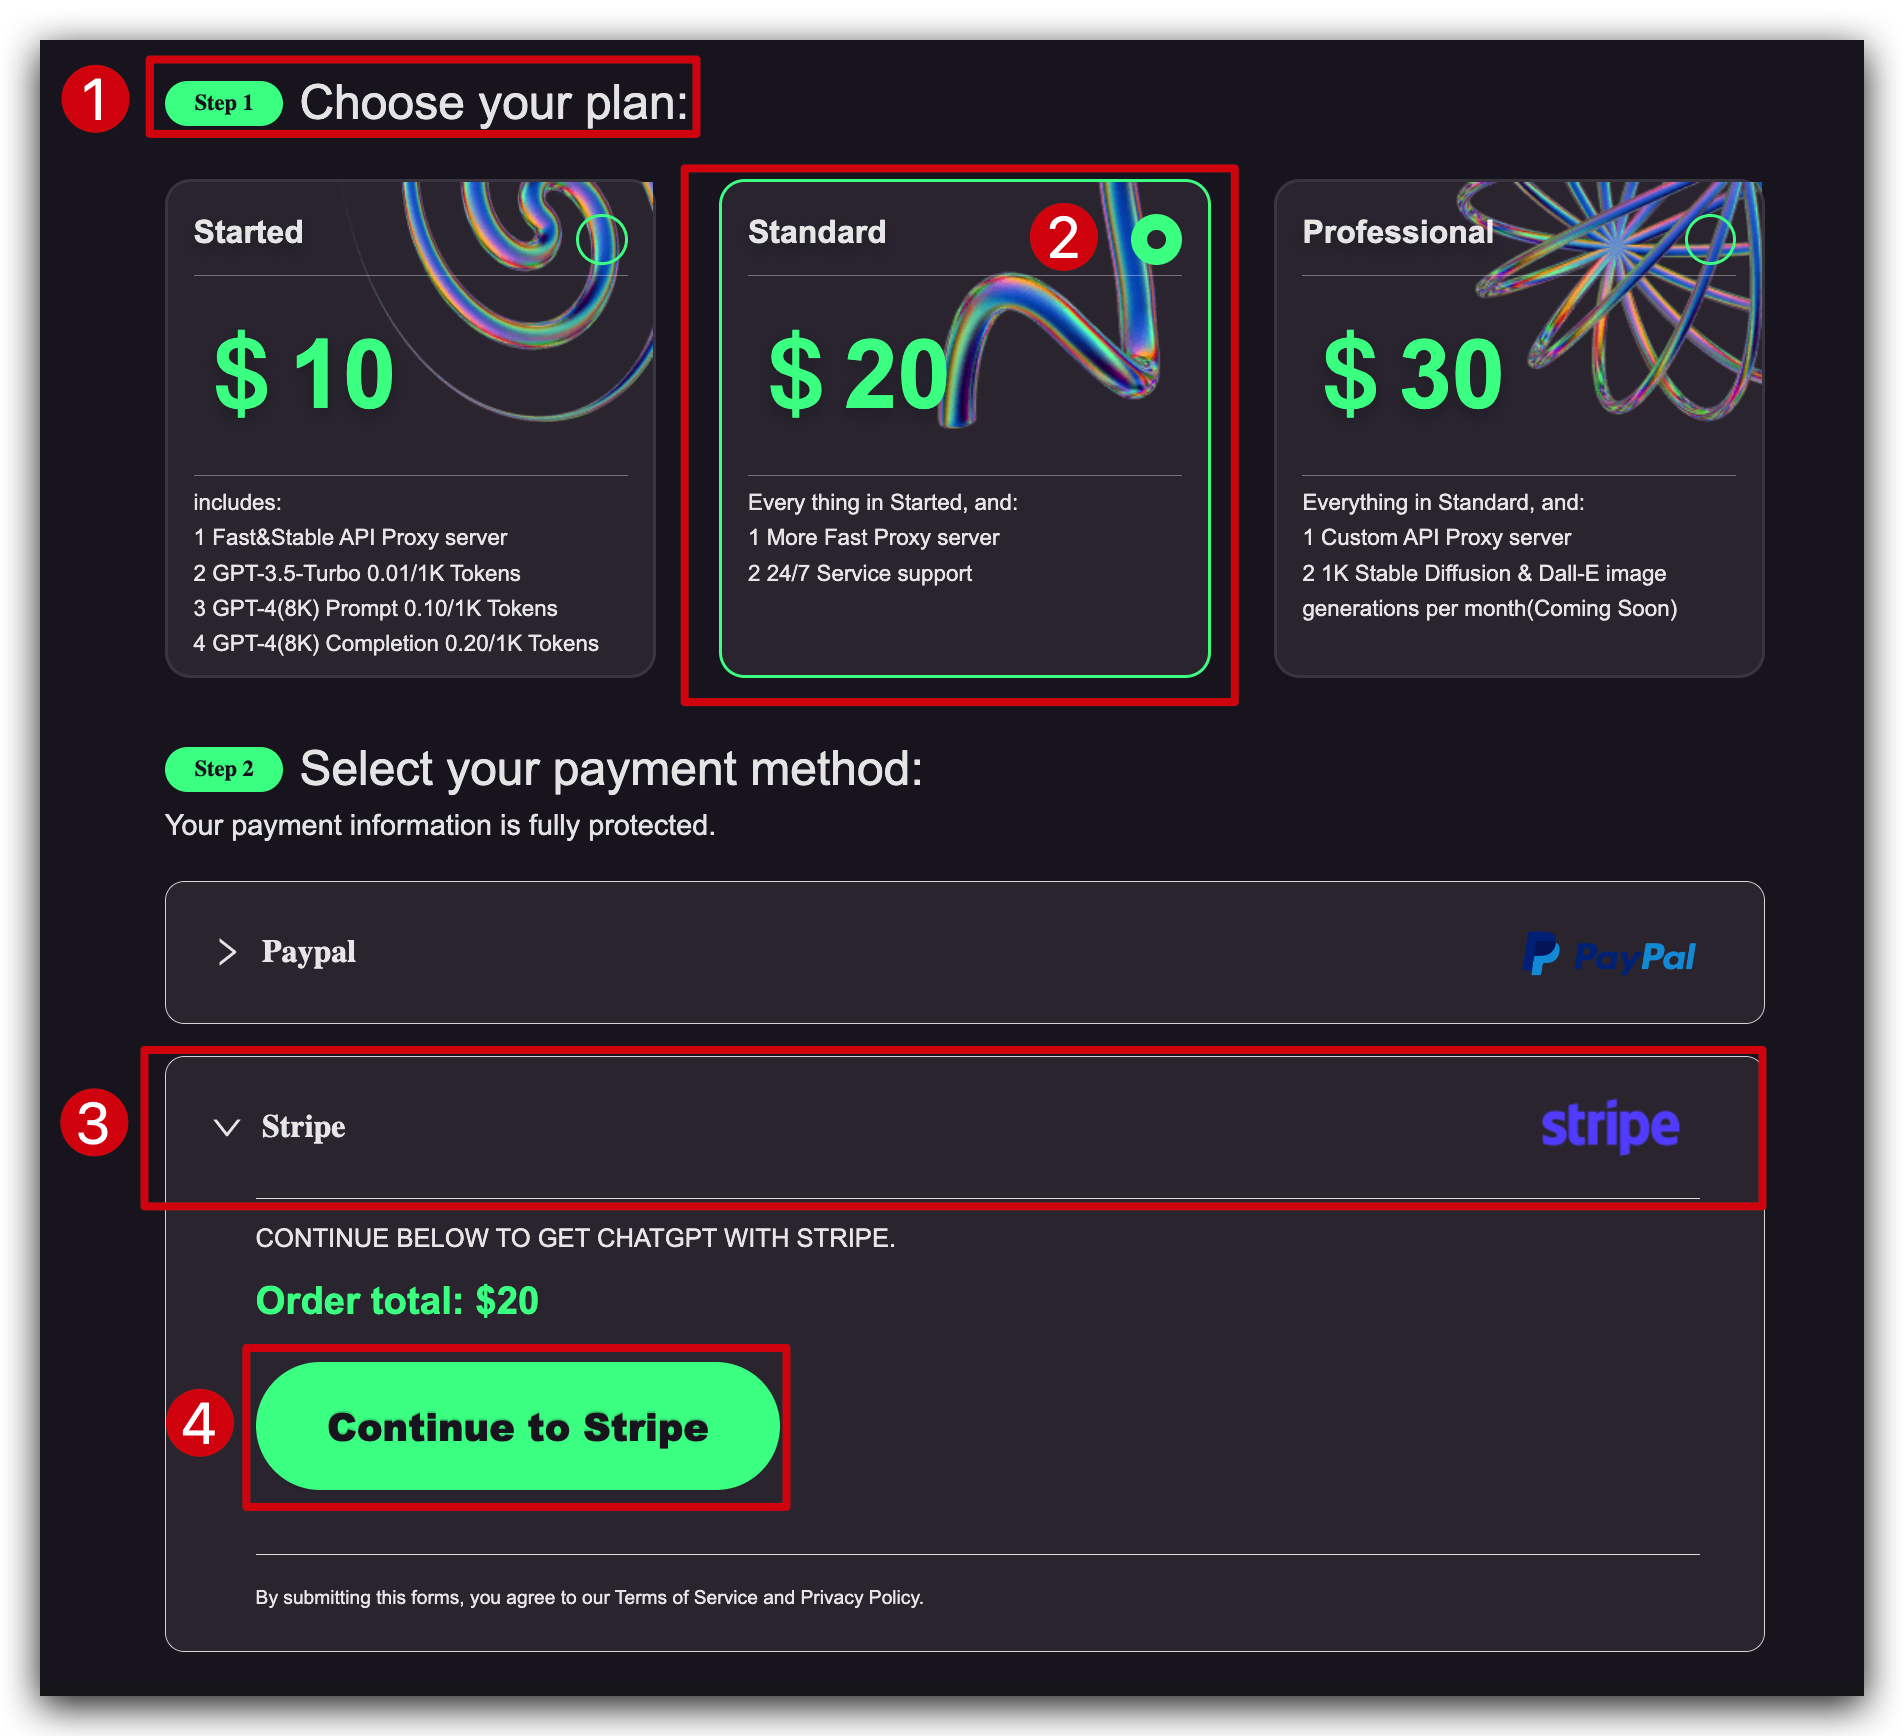 1
Step 1 Choose your plan:
Started
$ 10
includes:
1 Fast&Stable API Proxy server
2 GPT-3.5-Turbo 0.01/1K Tokens
3 GPT-4(8K) Prompt 0.10/1K Tokens
4 GPT-4(8K) Completion 0.20/1K Tokens
Standard
2
$ 20
Every thing in Started, and:
1 More Fast Proxy server
2 24/7 Service support
Professional
$ 30
Everything in Standard, and:
1 Custom API Proxy server
2 1K Stable Diffusion & Dall-E image
generations per month(Coming Soon)
Step 2 Select your payment method:
Your payment information is fully protected.
Paypal
PayPal
3
Stripe
stripe
CONTINUE BELOW TO GET CHATGPT WITH STRIPE.
Order total: $20
4
Continue to Stripe
By submitting this forms, you agree to our Terms of Service and Privacy Policy.